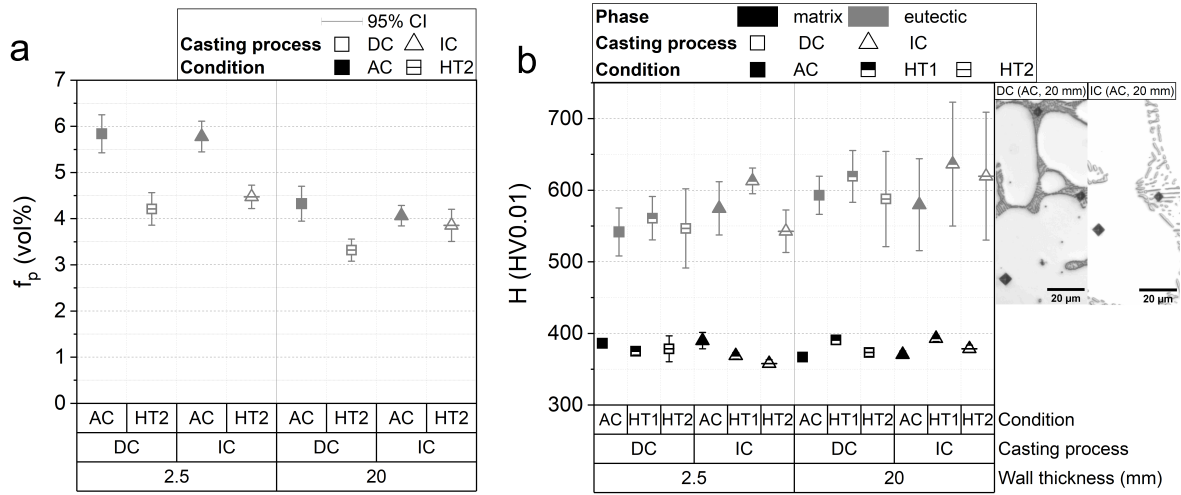 a
95% CI
Casting process DC IC
Condition AC HT2
7
6
5
4
3
2
1
0
f_p (vol%)
AC HT2 AC HT2 AC HT2 AC HT2
DC IC DC IC
2.5 20
b
Phase matrix eutectic
Casting process DC IC
Condition AC HT1 HT2
DC (AC, 20 mm) IC (AC, 20 mm)
700
600
500
400
300
H (HV0.01)
20 µm 20 µm
AC HT1 HT2 AC HT1 HT2 AC HT1 HT2 AC HT1 HT2 Condition
DC IC DC IC Casting process
2.5 20 Wall thickness (mm)